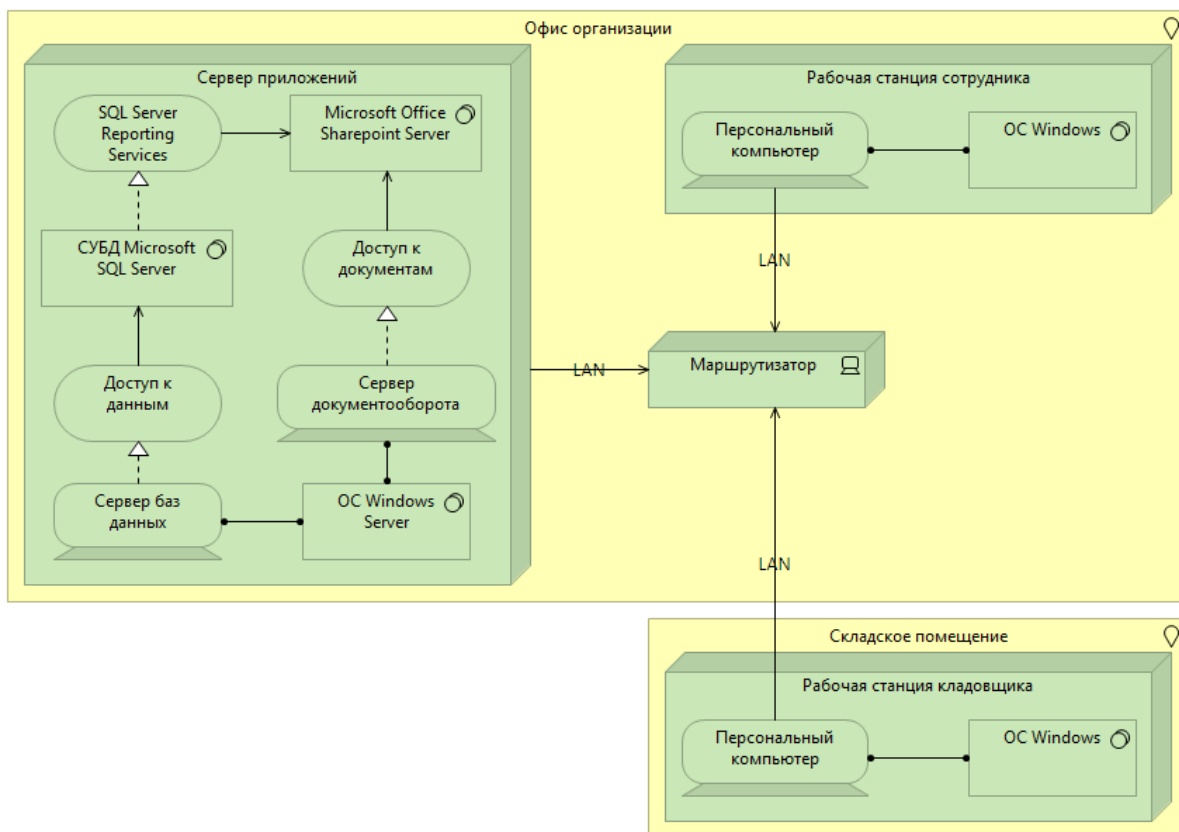 Офис организации
Сервер приложений
SQL Server
Reporting
Services
Microsoft Office
Sharepoint Server
СУБД Microsoft
SQL Server
Доступ к
документам
Доступ к
данным
Сервер
документооборота
Сервер баз
данных
ОС Windows
Server
LAN
Рабочая станция сотрудника
Персональный
компьютер
ОС Windows
LAN
Маршрутизатор
LAN
Складское помещение
Рабочая станция кладовщика
Персональный
компьютер
ОС Windows